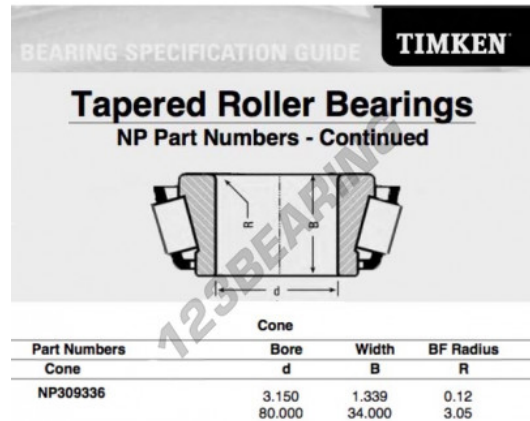 BEARING SPECIFICATION GUIDE
TIMKEN
Tapered Roller Bearings
NP Part Numbers - Continued
R
B
d
123BEARING
Cone
Part Numbers Bore Width BF Radius
Cone d B R
NP309336 3.150 1.339 0.12
80.000 34.000 3.05